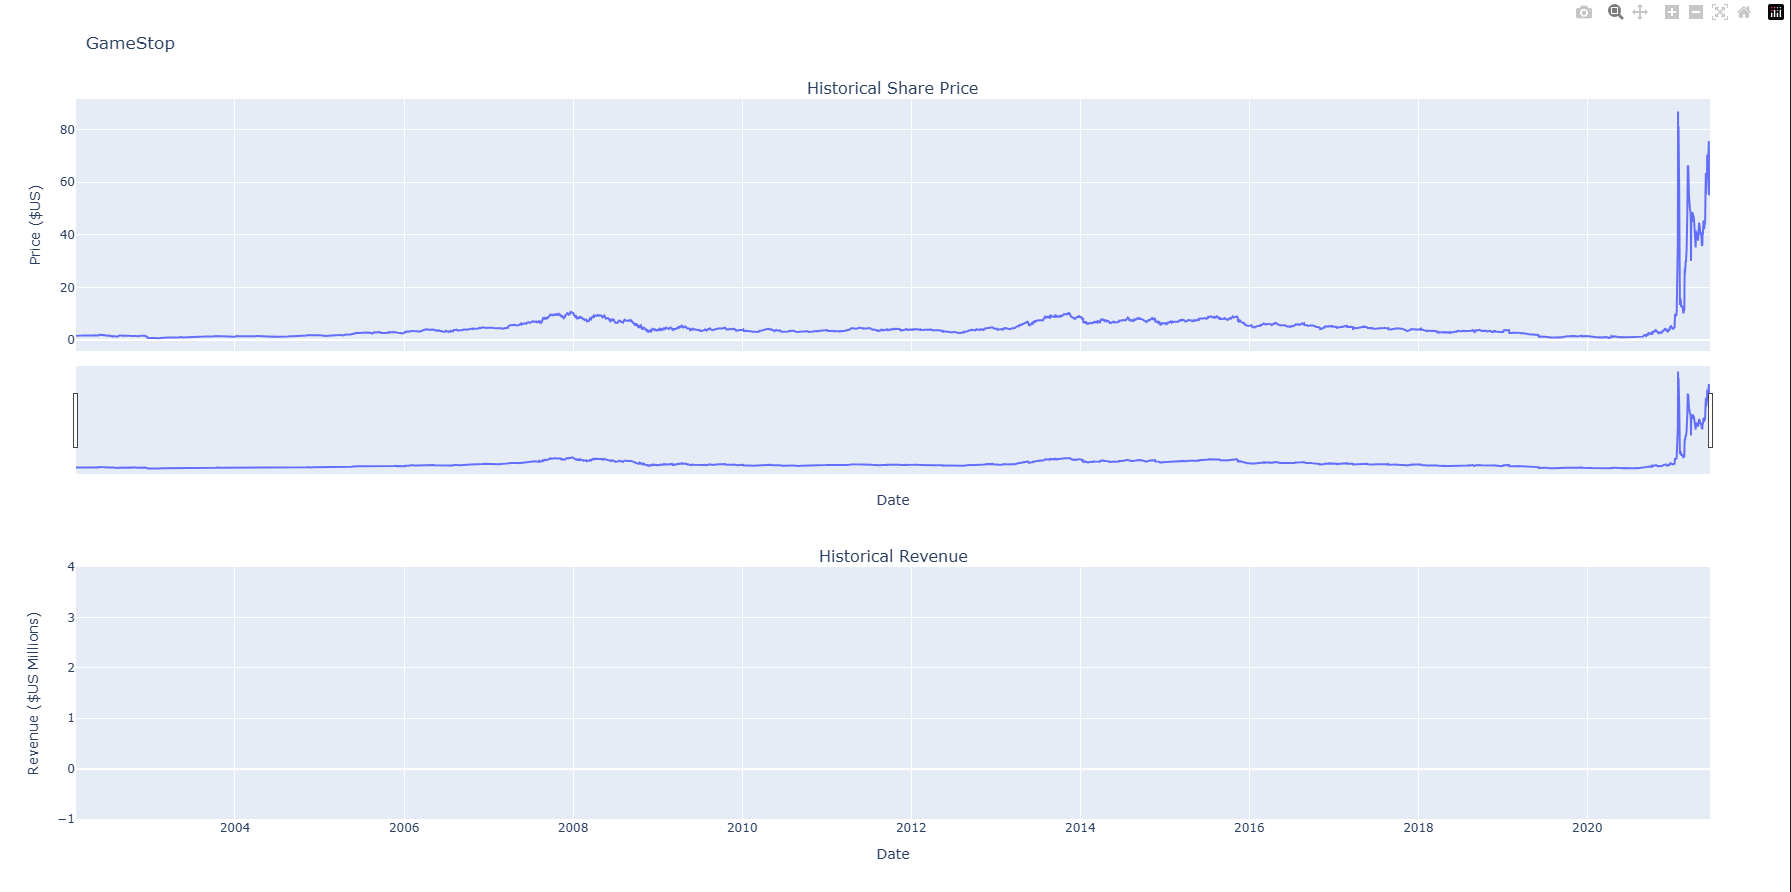 GameStop
Historical Share Price
Price ($US)
80
60
40
20
0
Date
Historical Revenue
Revenue ($US Millions)
4
3
2
1
0
−1
2004 2006 2008 2010 2012 2014 2016 2018 2020
Date